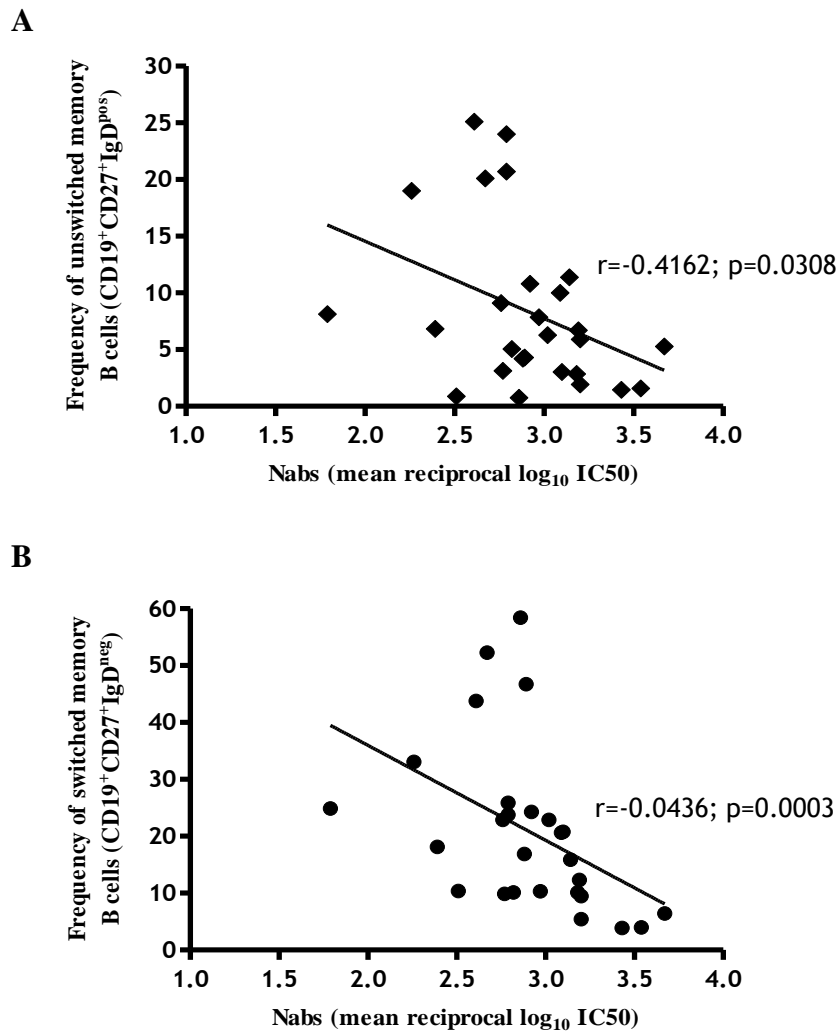 A
Frequency of unswitched memory
B cells (CD19⁺CD27⁺IgDᵖᵒˢ)
30
25
20
15
10
5
0
r=-0.4162; p=0.0308
1.0 1.5 2.0 2.5 3.0 3.5 4.0
Nabs (mean reciprocal log₁₀ IC50)
B
Frequency of switched memory
B cells (CD19⁺CD27⁺IgDⁿᵉᵍ)
60
50
40
30
20
10
0
r=-0.0436; p=0.0003
1.0 1.5 2.0 2.5 3.0 3.5 4.0
Nabs (mean reciprocal log₁₀ IC50)